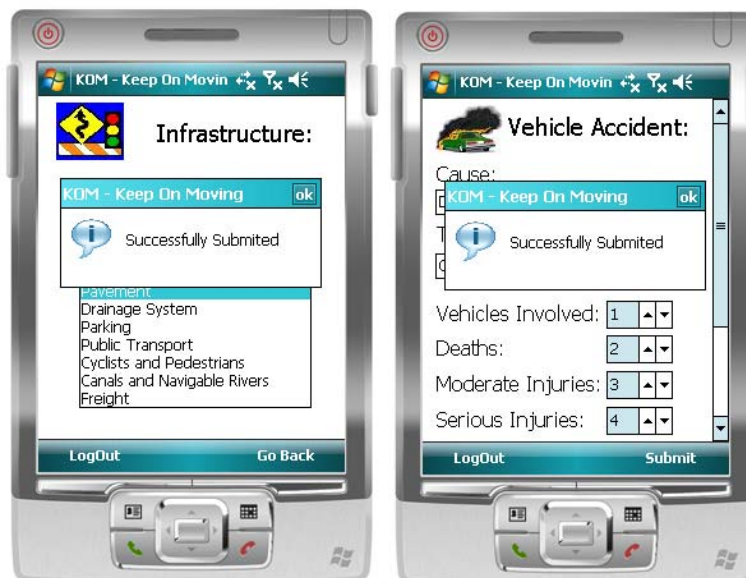 KOM - Keep On Movin
Infrastructure:
KOM - Keep On Moving ok
Successfully Submited
Pavement
Drainage System
Parking
Public Transport
Cyclists and Pedestrians
Canals and Navigable Rivers
Freight
LogOut Go Back
KOM - Keep On Movin
Vehicle Accident:
Cause:
KOM - Keep On Moving ok
Successfully Submited
Vehicles Involved: 1
Deaths: 2
Moderate Injuries: 3
Serious Injuries: 4
LogOut Submit